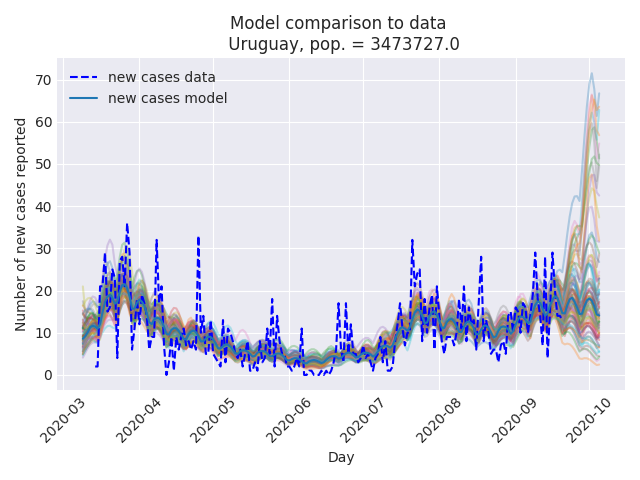 Model comparison to data
Uruguay, pop. = 3473727.0
new cases data
new cases model
Number of new cases reported
70
60
50
40
30
20
10
0
2020-03
2020-04
2020-05
2020-06
2020-07
2020-08
2020-09
2020-10
Day